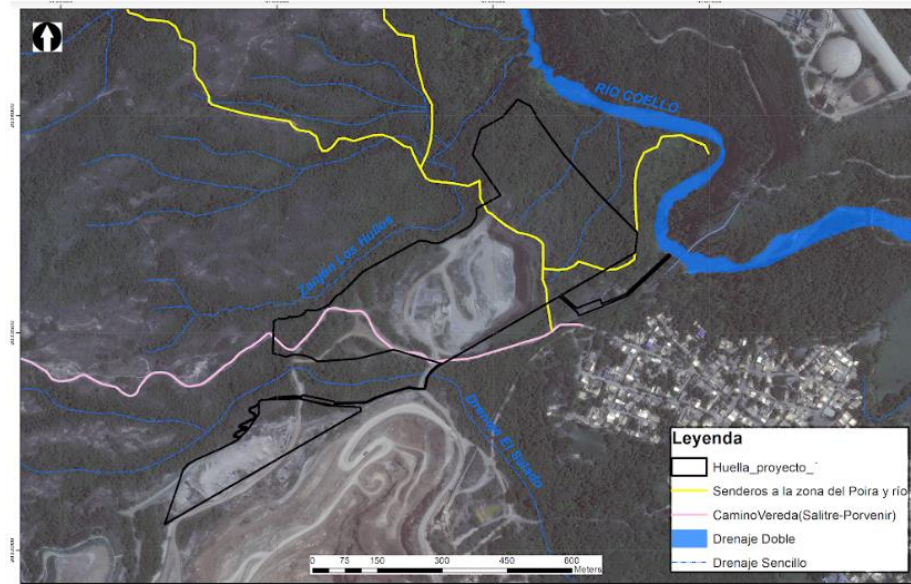 RÍO COELLO
Zanjón Los Hullos
Drenaje El Salado
Leyenda
Huella_proyecto_
Senderos a la zona del Poira y río
CaminoVereda(Salitre-Porvenir)
Drenaje Doble
Drenaje Sencillo
0 75 150 300 450 600
Meters